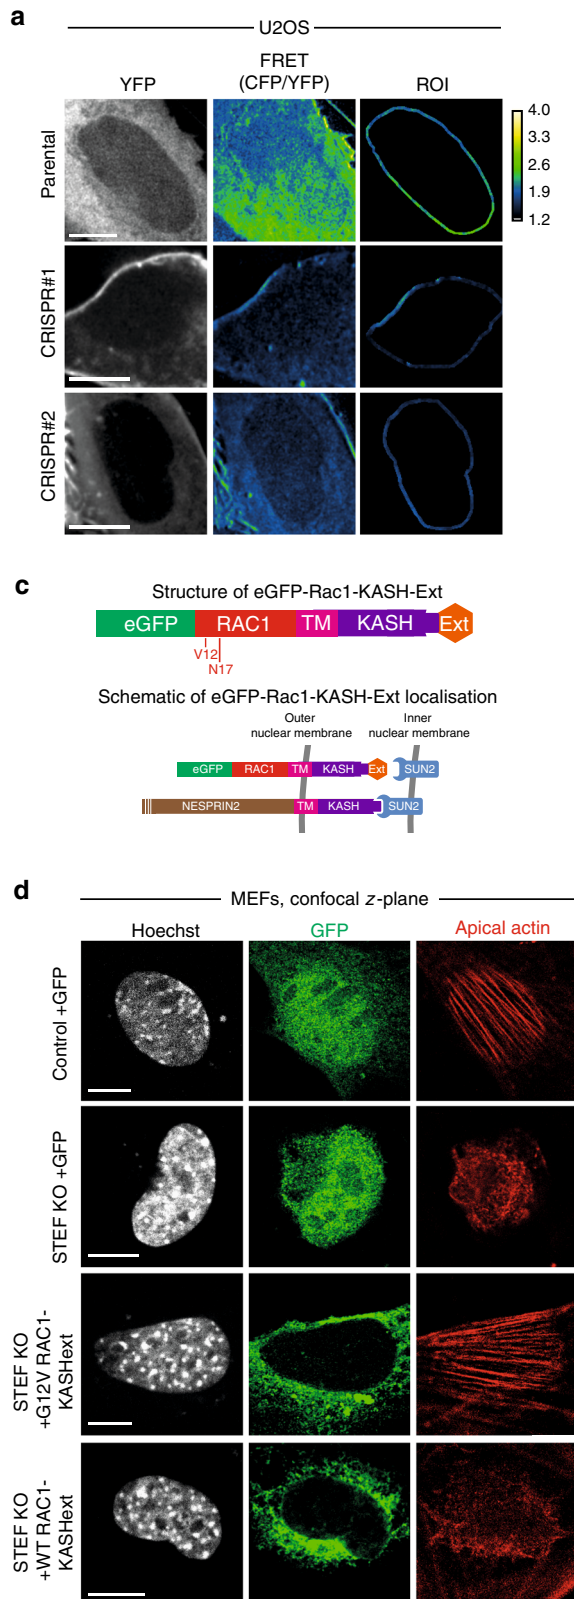 a
U2OS
YFP
FRET
(CFP/YFP)
ROI
Parental
4.0
3.3
2.6
1.9
1.2
CRISPR#1
CRISPR#2
c
Structure of eGFP-Rac1-KASH-Ext
eGFP RAC1 TM KASH Ext
V12
N17
Schematic of eGFP-Rac1-KASH-Ext localisation
Outer
nuclear membrane
Inner
nuclear membrane
eGFP RAC1 TM KASH Ext SUN2
NESPRIN2 TM KASH SUN2
d
MEFs, confocal z-plane
Hoechst
GFP
Apical actin
Control +GFP
STEF KO +GFP
STEF KO
+G12V RAC1-
KASHext
STEF KO
+WT RAC1-
KASHext